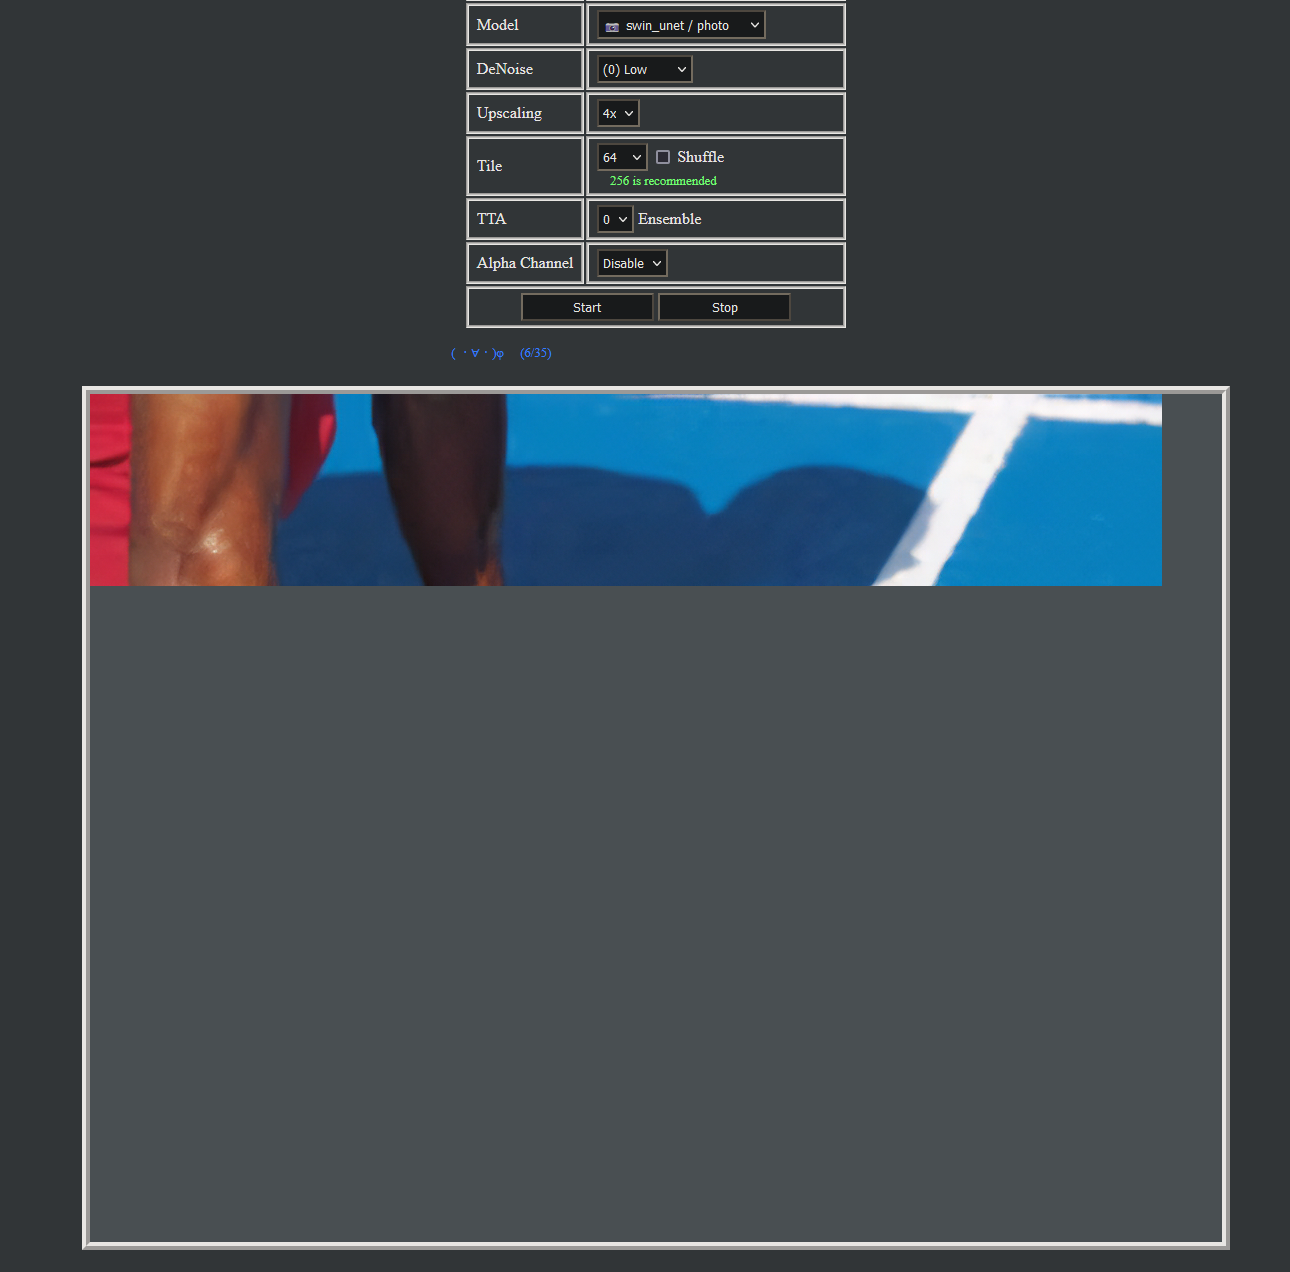 Model swin_unet / photo
DeNoise (0) Low
Upscaling 4x
Tile 64 Shuffle
256 is recommended
TTA 0 Ensemble
Alpha Channel Disable
Start Stop
( ・∀・)φ (6/35)